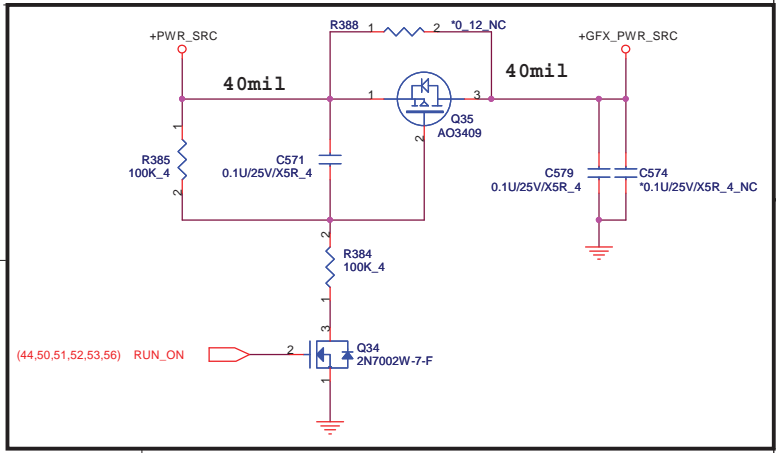 R388 1 2 *0_12_NC
+PWR_SRC
+GFX_PWR_SRC
40mil
40mil
1
3
Q35
AO3409
2
1
R385
100K_4
2
C571
0.1U/25V/X5R_4
C579
0.1U/25V/X5R_4
C574
*0.1U/25V/X5R_4_NC
2
R384
100K_4
1
3
(44,50,51,52,53,56) RUN_ON
2
Q34
2N7002W-7-F
1